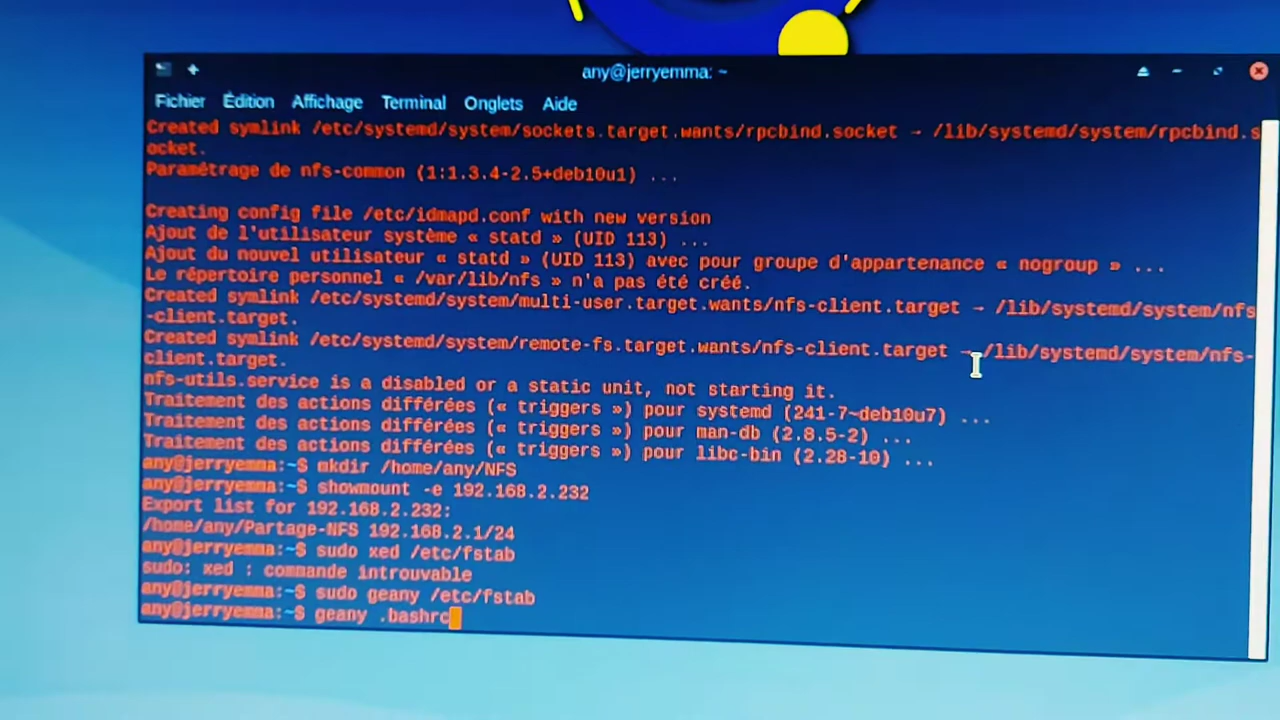 any@jerryemma: ~
Fichier Édition Affichage Terminal Onglets Aide
Created symlink /etc/systemd/system/sockets.target.wants/rpcbind.socket → /lib/systemd/system/rpcbind.s
ocket.
Paramétrage de nfs-common (1:1.3.4-2.5+deb10u1) ...
Creating config file /etc/idmapd.conf with new version
Ajout de l'utilisateur système « statd » (UID 113) ...
Ajout du nouvel utilisateur « statd » (UID 113) avec pour groupe d'appartenance « nogroup » ...
Le répertoire personnel « /var/lib/nfs » n'a pas été créé.
Created symlink /etc/systemd/system/multi-user.target.wants/nfs-client.target → /lib/systemd/system/nfs
-client.target.
Created symlink /etc/systemd/system/remote-fs.target.wants/nfs-client.target → /lib/systemd/system/nfs-
client.target.
nfs-utils.service is a disabled or a static unit, not starting it.
Traitement des actions différées (« triggers ») pour systemd (241-7~deb10u7) ...
Traitement des actions différées (« triggers ») pour man-db (2.8.5-2) ...
Traitement des actions différées (« triggers ») pour libc-bin (2.28-10) ...
any@jerryemma:~$ mkdir /home/any/NFS
any@jerryemma:~$ showmount -e 192.168.2.232
Export list for 192.168.2.232:
/home/any/Partage-NFS 192.168.2.1/24
any@jerryemma:~$ sudo xed /etc/fstab
sudo: xed : commande introuvable
any@jerryemma:~$ sudo geany /etc/fstab
any@jerryemma:~$ geany .bashrc